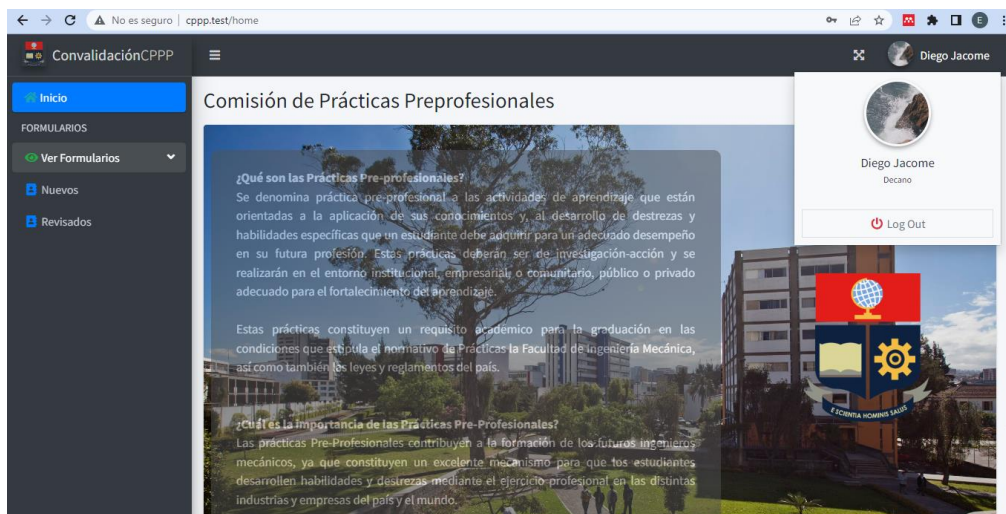 No es seguro | cppp.test/home
E
ConvalidaciónCPPP
Diego Jacome
Inicio
FORMULARIOS
Ver Formularios
Nuevos
Revisados
Comisión de Prácticas Preprofesionales
Diego Jacome
Decano
Log Out
¿Qué son las Prácticas Pre-profesionales?
Se denomina práctica pre-profesional a las actividades de aprendizaje que están
orientadas a la aplicación de sus conocimientos y, al desarrollo de destrezas y
habilidades específicas que un estudiante debe adquirir para un adecuado desempeño
en su futura profesión. Estas prácticas deberán ser de investigación-acción y se
realizarán en el entorno institucional, empresarial, o comunitario, público o privado
adecuado para el fortalecimiento del aprendizaje.
Estas prácticas constituyen un requisito académico para la graduación en las
condiciones que estipula el normativo de Prácticas la Facultad de Ingeniería Mecánica,
así como también las leyes y reglamentos del país.
¿Cuál es la importancia de las Prácticas Pre-Profesionales?
Las prácticas Pre-Profesionales contribuyen a la formación de los futuros ingenieros
mecánicos, ya que constituyen un excelente mecanismo para que los estudiantes
desarrollen habilidades y destrezas mediante el ejercicio profesional en las distintas
industrias y empresas del país y el mundo.
E SCIENTIA HOMINIS SALUS